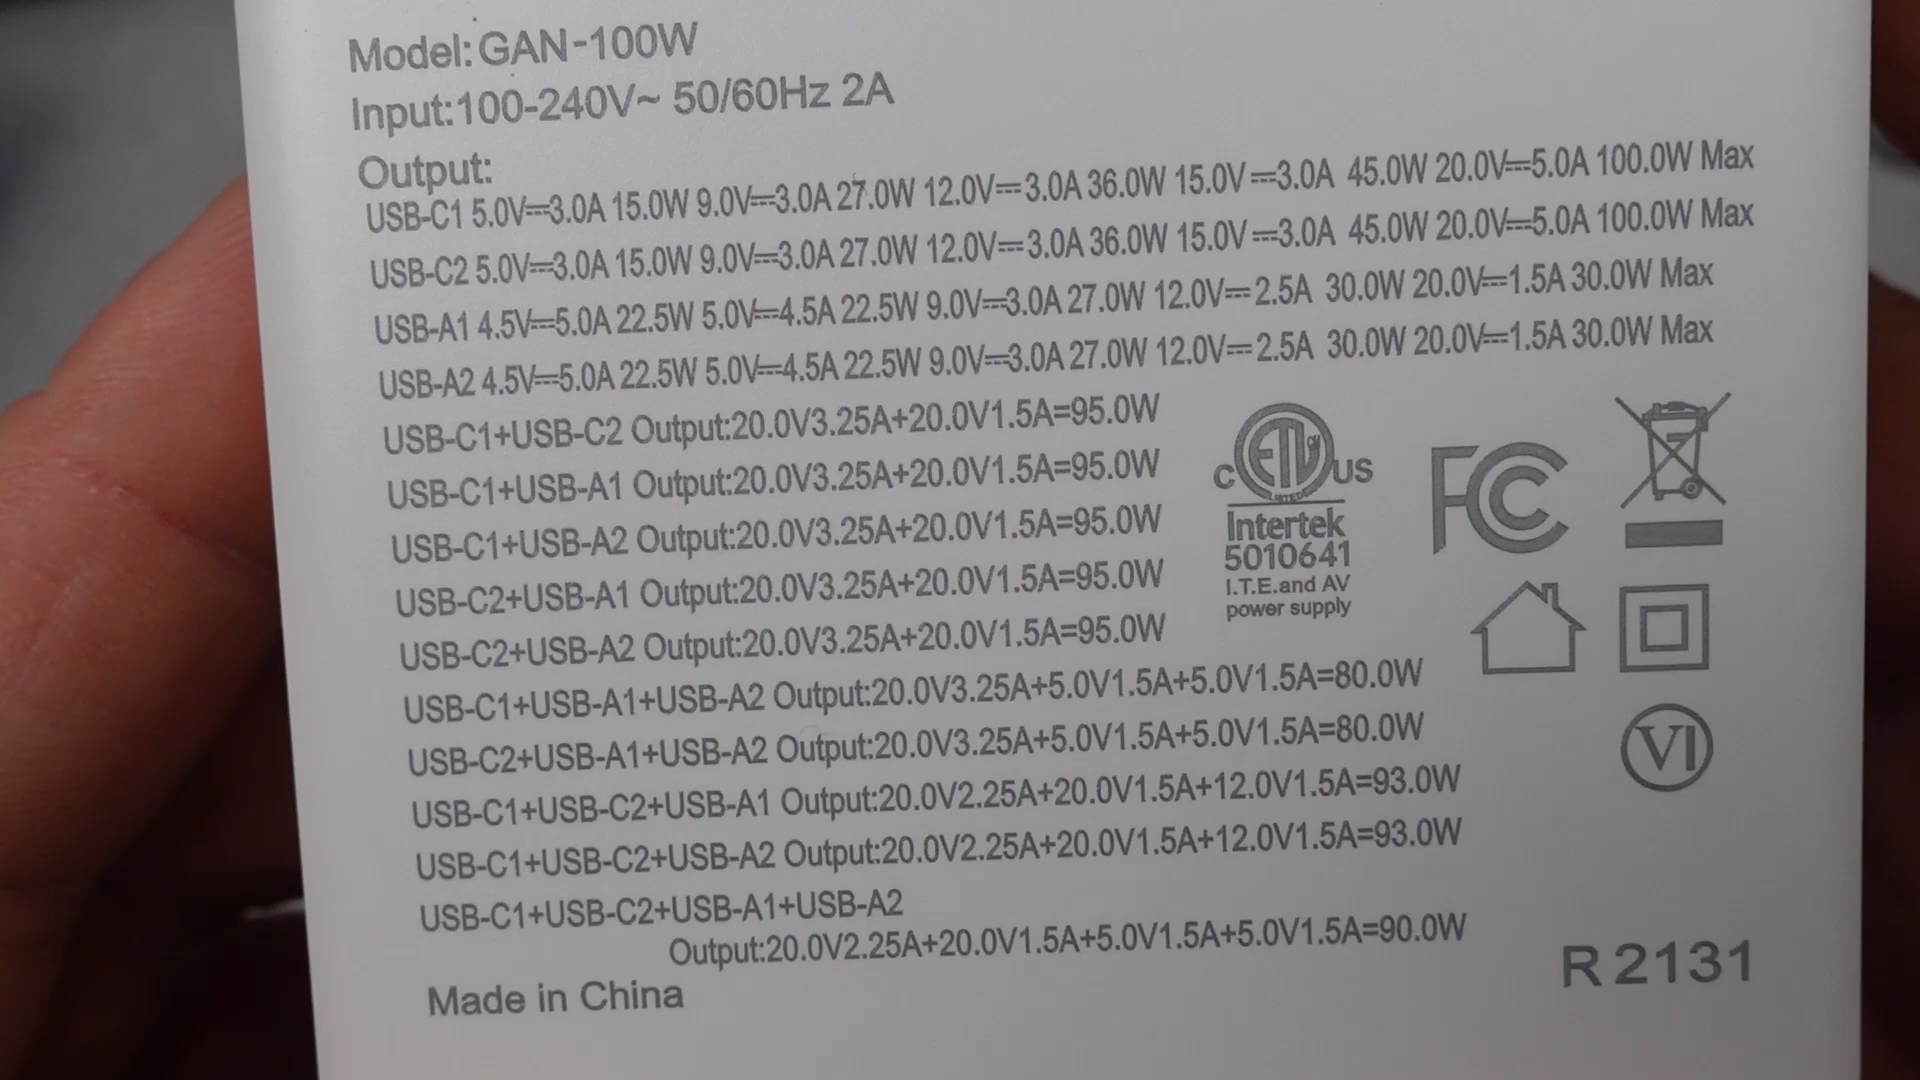 Model:GAN-100W
Input:100-240V~ 50/60Hz 2A
Output:
USB-C1 5.0V⎓3.0A 15.0W 9.0V⎓3.0A 27.0W 12.0V⎓3.0A 36.0W 15.0V⎓3.0A 45.0W 20.0V⎓5.0A 100.0W Max
USB-C2 5.0V⎓3.0A 15.0W 9.0V⎓3.0A 27.0W 12.0V⎓3.0A 36.0W 15.0V⎓3.0A 45.0W 20.0V⎓5.0A 100.0W Max
USB-A1 4.5V⎓5.0A 22.5W 5.0V⎓4.5A 22.5W 9.0V⎓3.0A 27.0W 12.0V⎓2.5A 30.0W 20.0V⎓1.5A 30.0W Max
USB-A2 4.5V⎓5.0A 22.5W 5.0V⎓4.5A 22.5W 9.0V⎓3.0A 27.0W 12.0V⎓2.5A 30.0W 20.0V⎓1.5A 30.0W Max
USB-C1+USB-C2 Output:20.0V3.25A+20.0V1.5A=95.0W
USB-C1+USB-A1 Output:20.0V3.25A+20.0V1.5A=95.0W
USB-C1+USB-A2 Output:20.0V3.25A+20.0V1.5A=95.0W
USB-C2+USB-A1 Output:20.0V3.25A+20.0V1.5A=95.0W
USB-C2+USB-A2 Output:20.0V3.25A+20.0V1.5A=95.0W
USB-C1+USB-A1+USB-A2 Output:20.0V3.25A+5.0V1.5A+5.0V1.5A=80.0W
USB-C2+USB-A1+USB-A2 Output:20.0V3.25A+5.0V1.5A+5.0V1.5A=80.0W
USB-C1+USB-C2+USB-A1 Output:20.0V2.25A+20.0V1.5A+12.0V1.5A=93.0W
USB-C1+USB-C2+USB-A2 Output:20.0V2.25A+20.0V1.5A+12.0V1.5A=93.0W
USB-C1+USB-C2+USB-A1+USB-A2
Output:20.0V2.25A+20.0V1.5A+5.0V1.5A+5.0V1.5A=90.0W
Made in China
C ETL CM US
LISTED
Intertek
5010641
I.T.E.and AV
power supply
FC
VI
R 2131